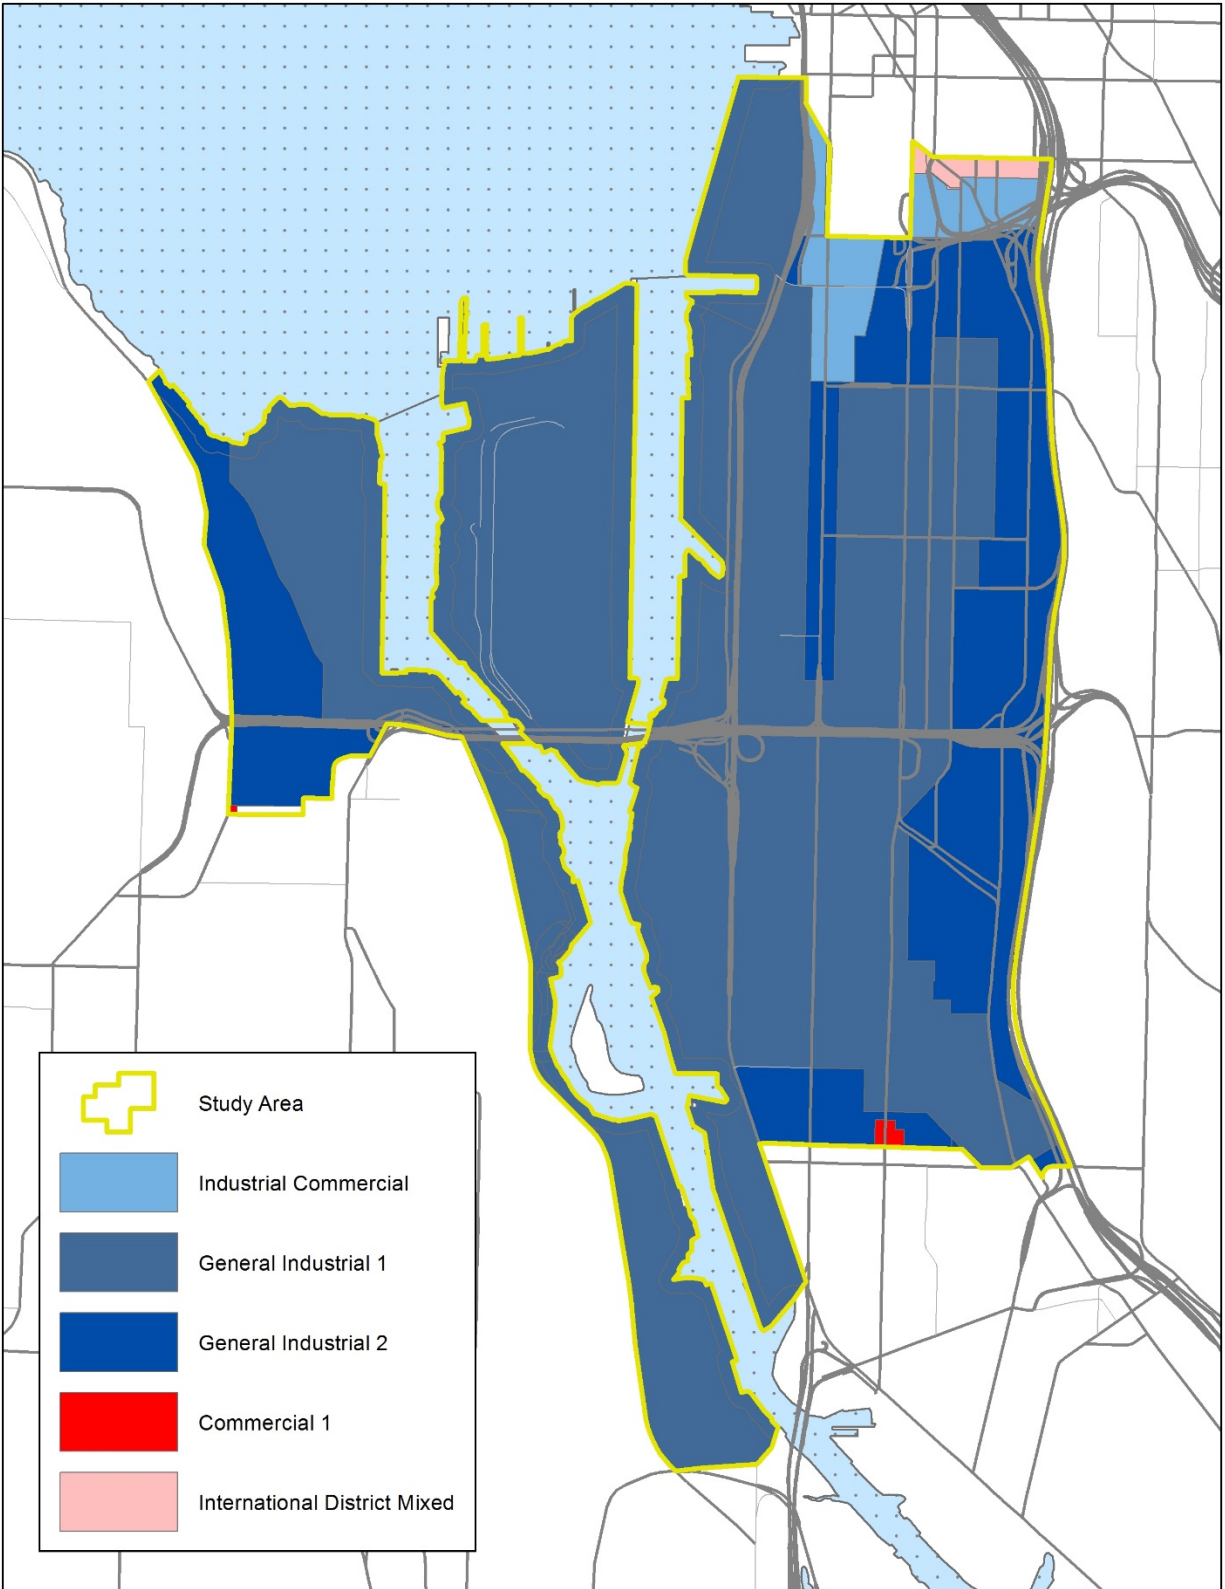 Study Area
Industrial Commercial
General Industrial 1
General Industrial 2
Commercial 1
International District Mixed